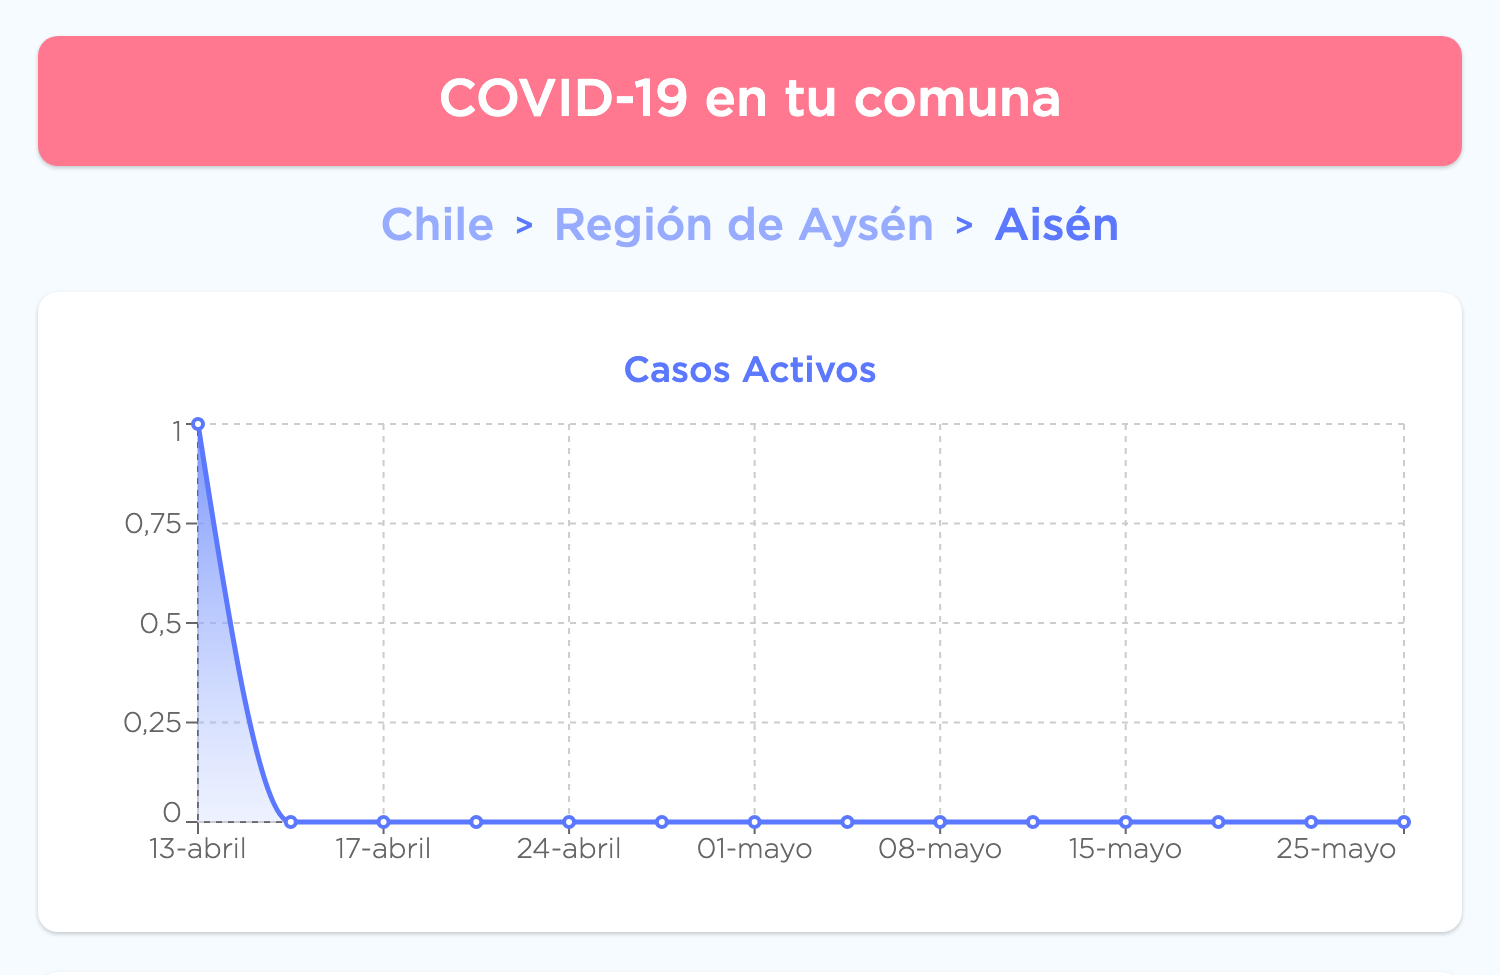 COVID-19 en tu comuna
Chile > Región de Aysén > Aisén
Casos Activos
1
0,75
0,5
0,25
0
13-abril 17-abril 24-abril 01-mayo 08-mayo 15-mayo 25-mayo